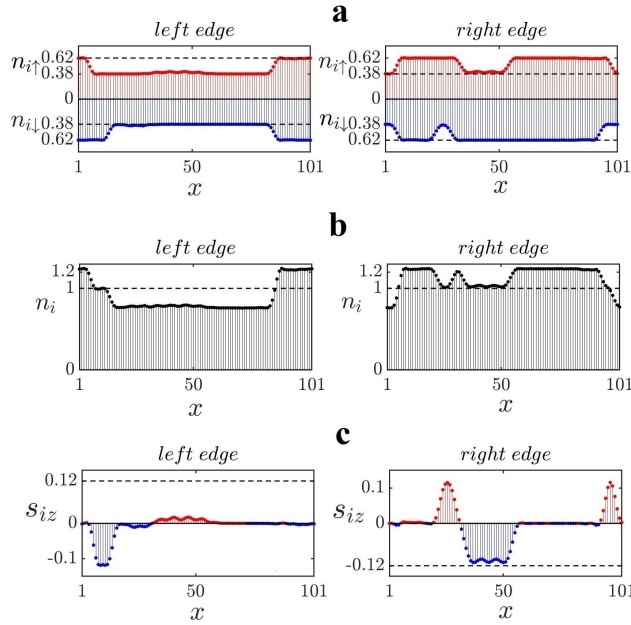 a
left edge
right edge
n_{i↑} 0.62
0.38
0
n_{i↓} 0.38
0.62
1 50 101
x
n_{i↑} 0.62
0.38
0
n_{i↓} 0.38
0.62
1 50 101
x
b
left edge
right edge
1.2
1
n_i
0
1 50 101
x
1.2
1
n_i
0
1 50 101
x
c
left edge
right edge
0.12
s_{iz} 0
-0.1
1 50 101
x
0.1
s_{iz} 0
-0.12
1 50 101
x